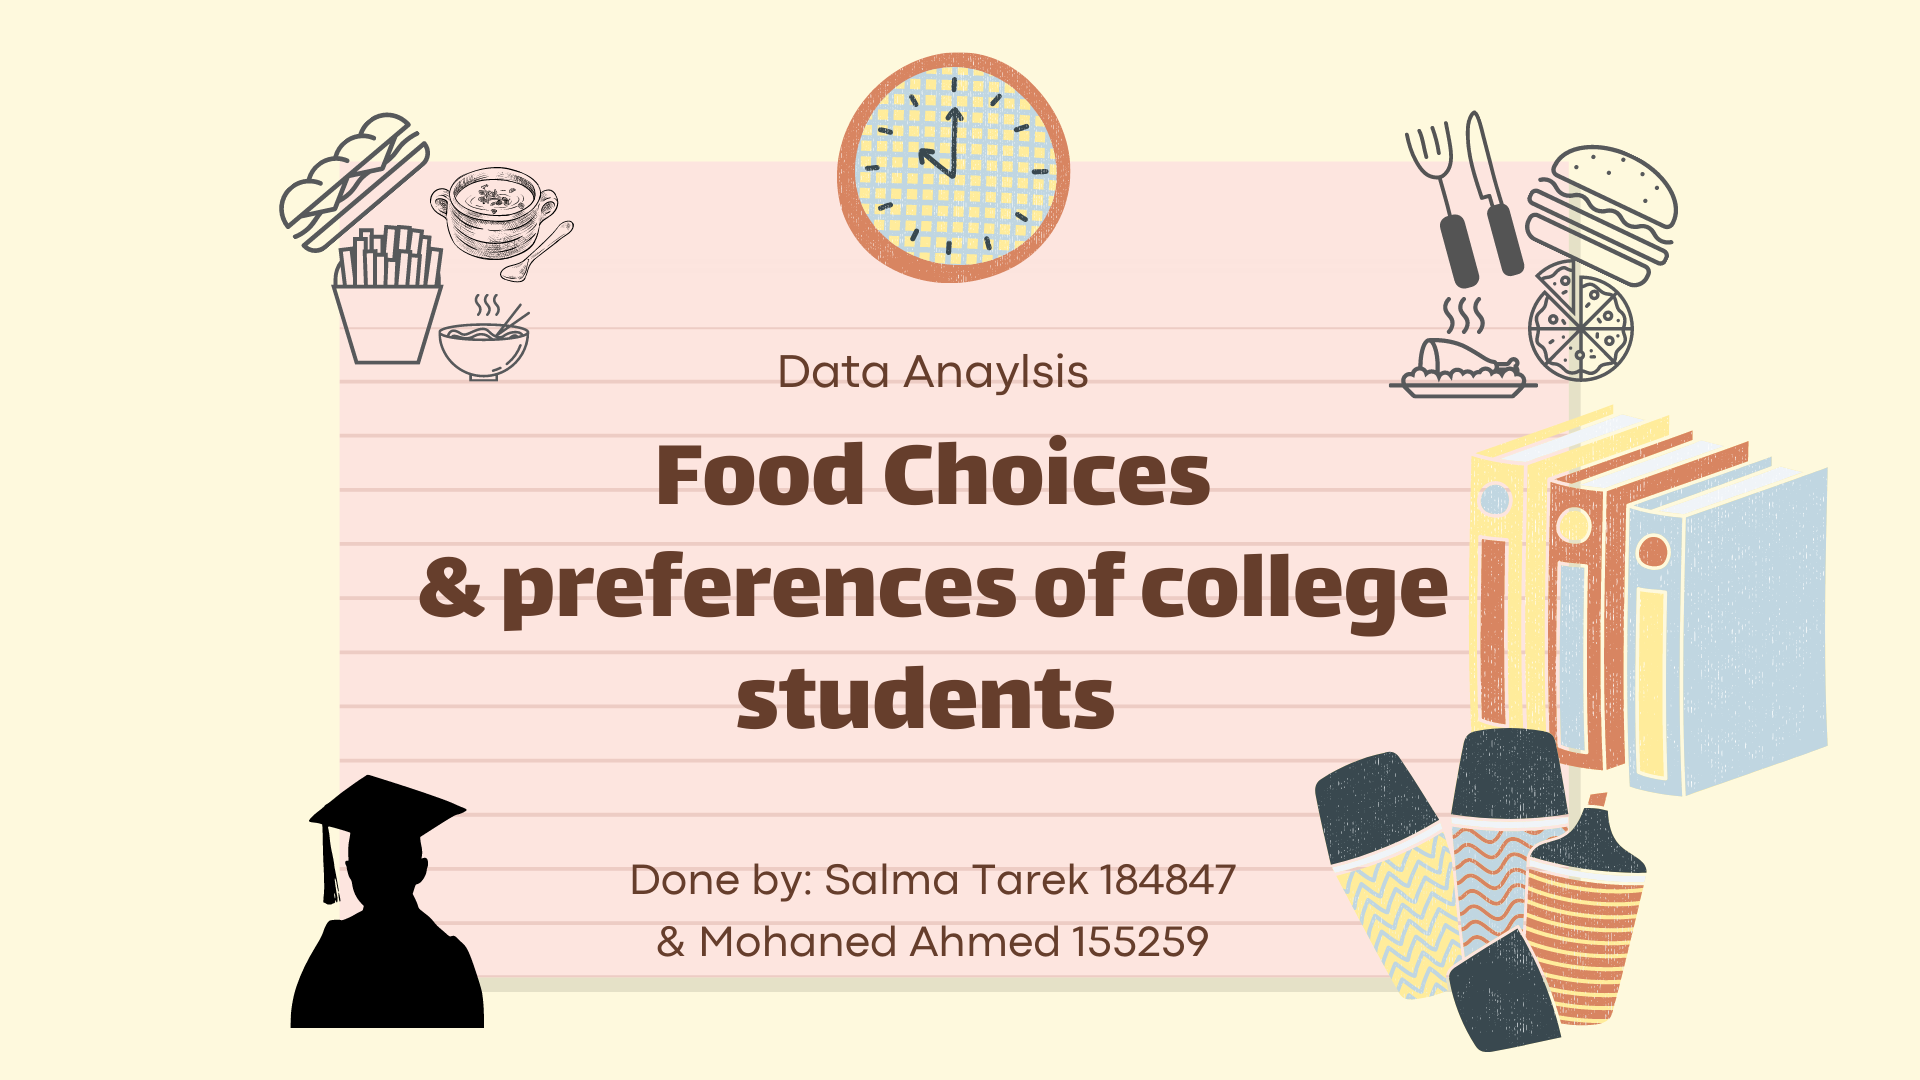 Data Anaylsis
Food Choices
& preferences of college
students
Done by: Salma Tarek 184847
& Mohaned Ahmed 155259